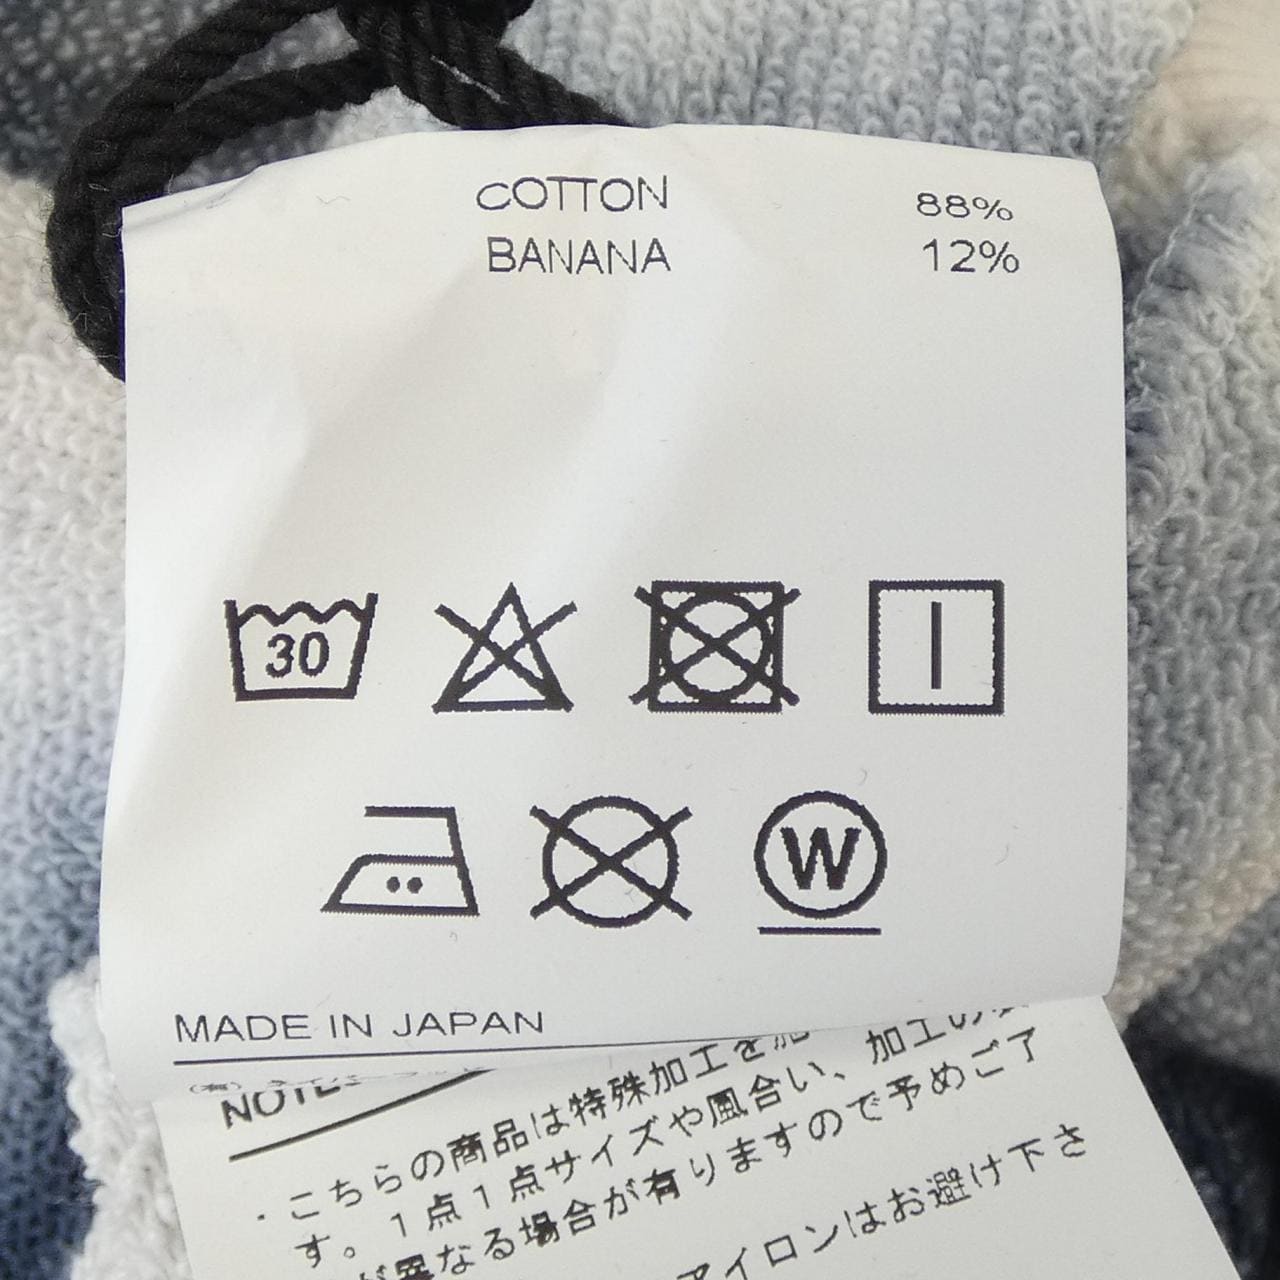 COTTON 88%
BANANA 12%
30
W
MADE IN JAPAN
NOTE
・こちらの商品は特殊加工を施
す。1点1点サイズや風合い、加工の
が異なる場合が有りますので予めご了
アイロンはお避け下さ